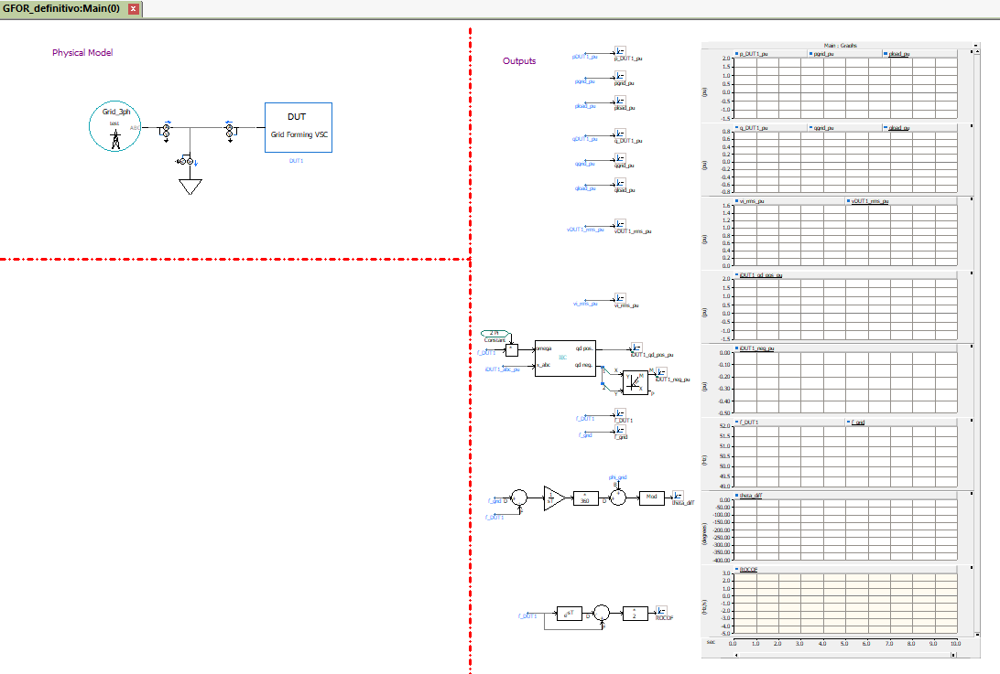 GFOR_definitivo:Main(0)
Physical Model
Grid_3ph
test
ABC
DUT
Grid Forming VSC
DUT1
Outputs
pDUT1_pu
p_DUT1_pu
pgrid_pu
pgrid_pu
pload_pu
pload_pu
qDUT1_pu
q_DUT1_pu
qgrid_pu
qgrid_pu
qload_pu
qload_pu
vDUT1_rms_pu
vDUT1_rms_pu
vi_rms_pu
vi_rms_pu
2 Pi
Constant
f_DUT1
*
iDUT1_abc_pu
omega
x_abc
IEC
qd pos.
qd neg.
iDUT1_qd_pos_pu
1
2
X
Y
Y
M
X
M
P
iDUT1_neg_pu
f_DUT1
f_DUT1
f_grid
f_grid
f_grid
D
+
-
f_DUT1
1
sT
*
360
D
phi_grid
B
+
Mod
theta_diff
f_DUT1
e-sT
D
+
-
*
2
ROCOF
Main : Graphs
p_DUT1_pu
pgrid_pu
pload_pu
(pu)
2.0
1.5
1.0
0.5
0.0
-0.5
-1.0
-1.5
q_DUT1_pu
qgrid_pu
qload_pu
(pu)
0.8
0.6
0.4
0.2
0.0
-0.2
-0.4
-0.6
-0.8
vi_rms_pu
vDUT1_rms_pu
(pu)
1.6
1.4
1.2
1.0
0.8
0.6
0.4
0.2
0.0
iDUT1_qd_pos_pu
(pu)
2.0
1.5
1.0
0.5
0.0
-0.5
-1.0
-1.5
iDUT1_neg_pu
(pu)
0.00
-0.10
-0.20
-0.30
-0.40
-0.50
f_DUT1
f_grid
(Hz)
52.0
51.5
51.0
50.5
50.0
49.5
49.0
theta_diff
(degrees)
0.00
-50.00
-100.00
-150.00
-200.00
-250.00
-300.00
-350.00
-400.00
ROCOF
(Hz/s)
3.0
2.0
1.0
0.0
-1.0
-2.0
-3.0
-4.0
-5.0
sec
0.0
1.0
2.0
3.0
4.0
5.0
6.0
7.0
8.0
9.0
10.0